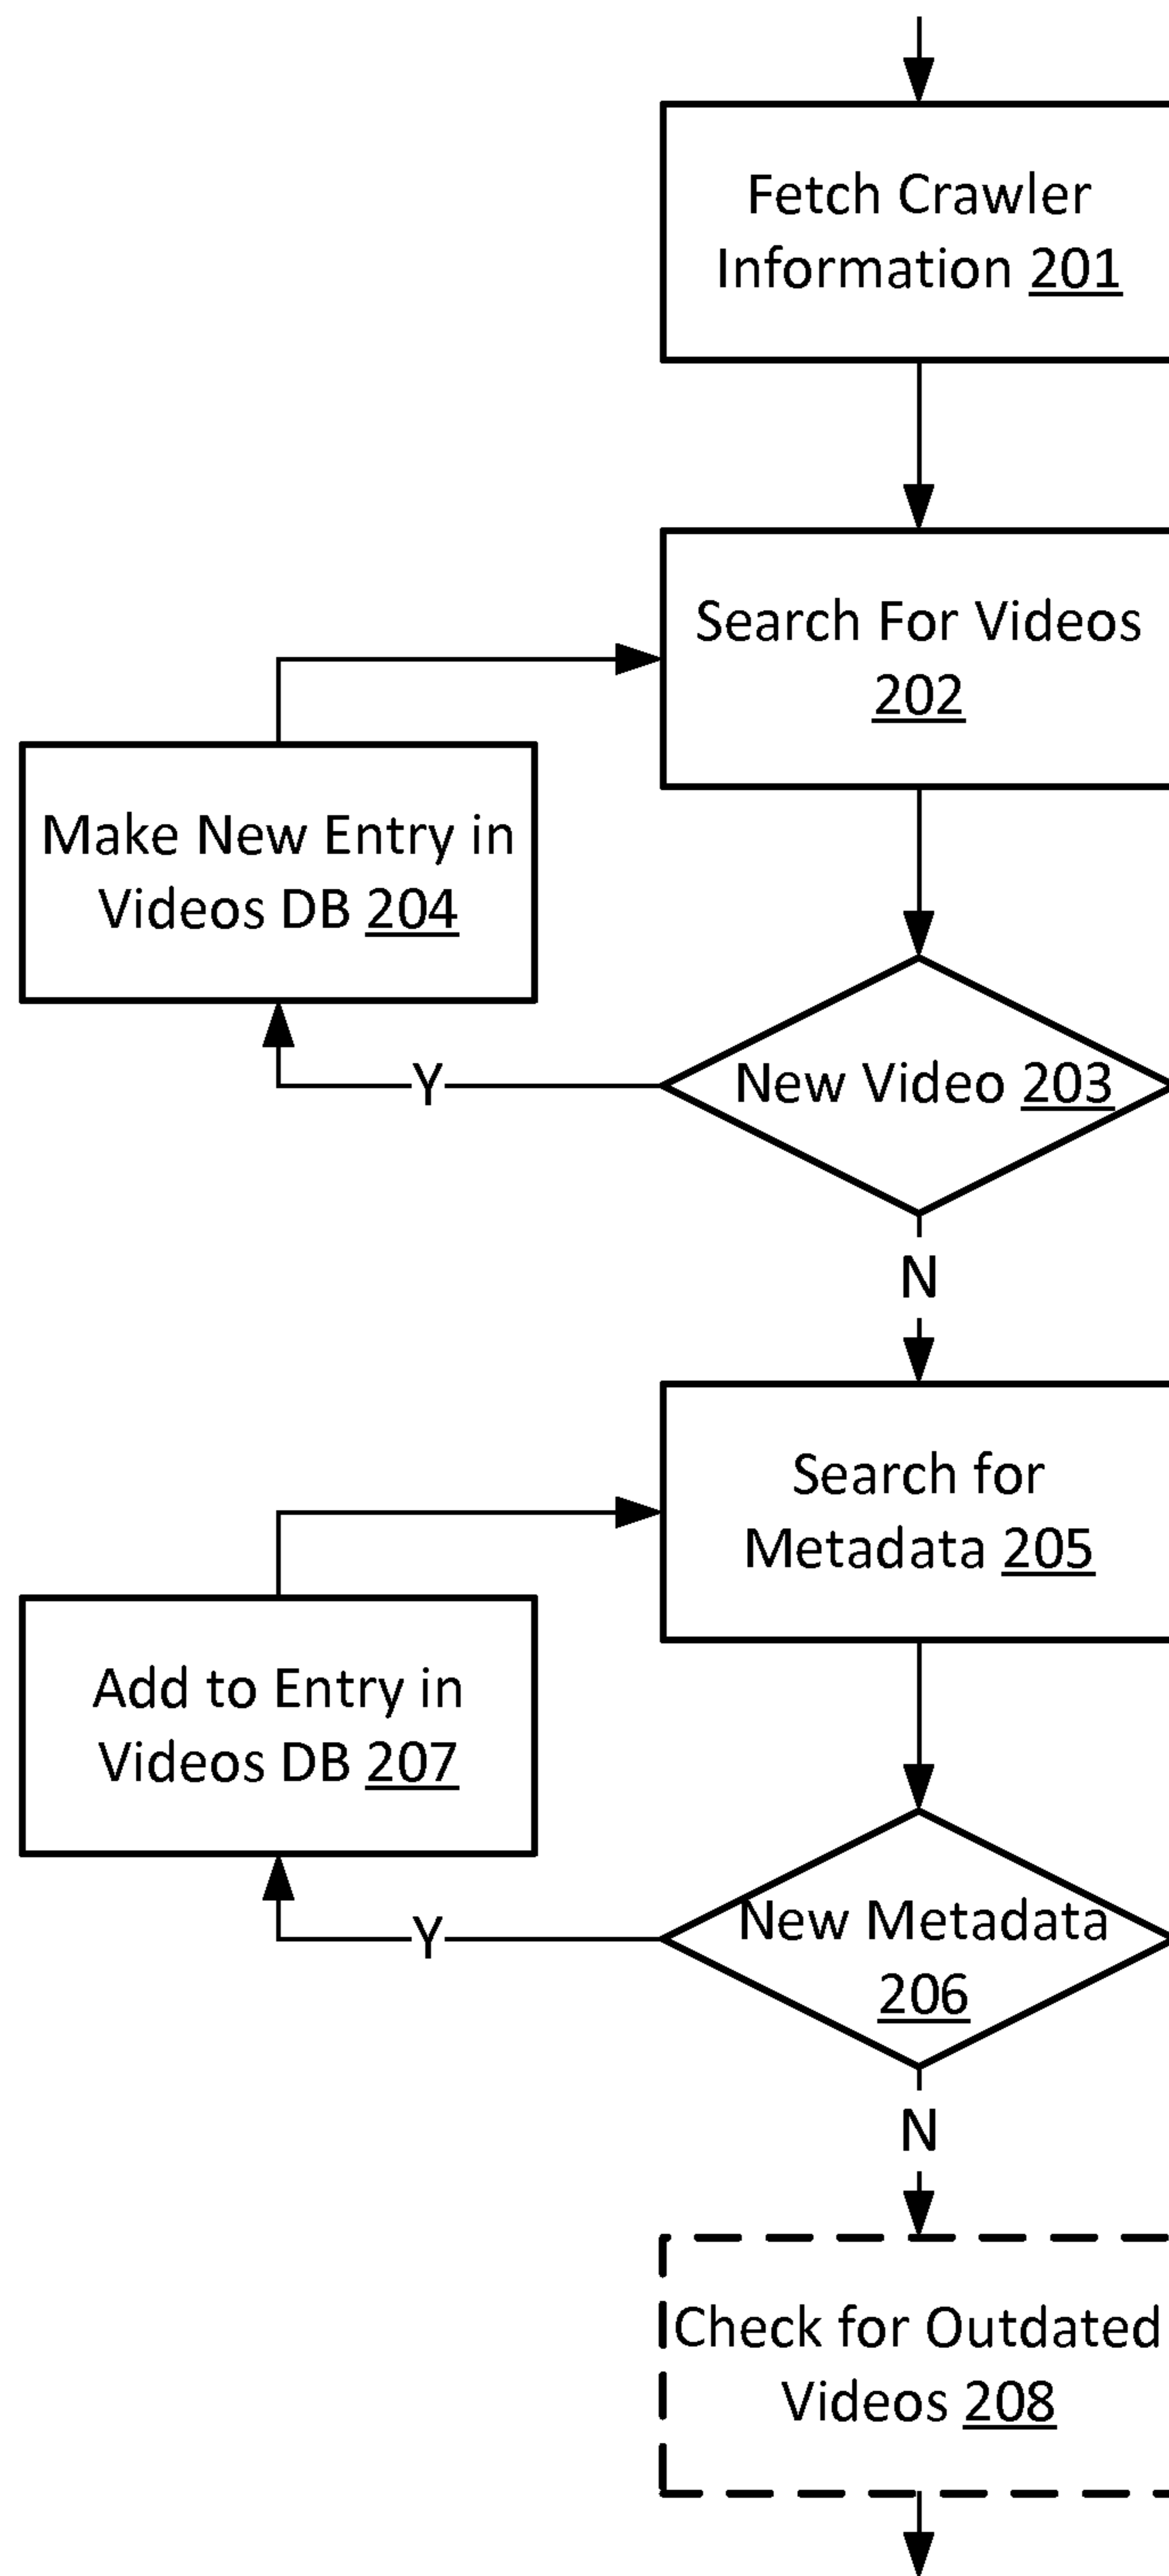 Fetch Crawler
Information 201
Search For Videos
202
Make New Entry in
Videos DB 204
New Video 203
Y
N
Search for
Metadata 205
Add to Entry in
Videos DB 207
New Metadata
206
Y
N
Check for Outdated
Videos 208